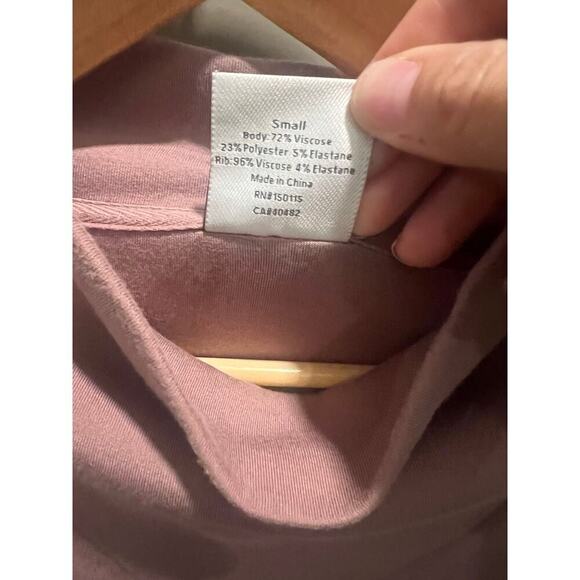 Small
Body: 72% Viscose
23% Polyester 5% Elastane
Rib: 96% Viscose 4% Elastane
Made in China
RN#150115
CA#40482